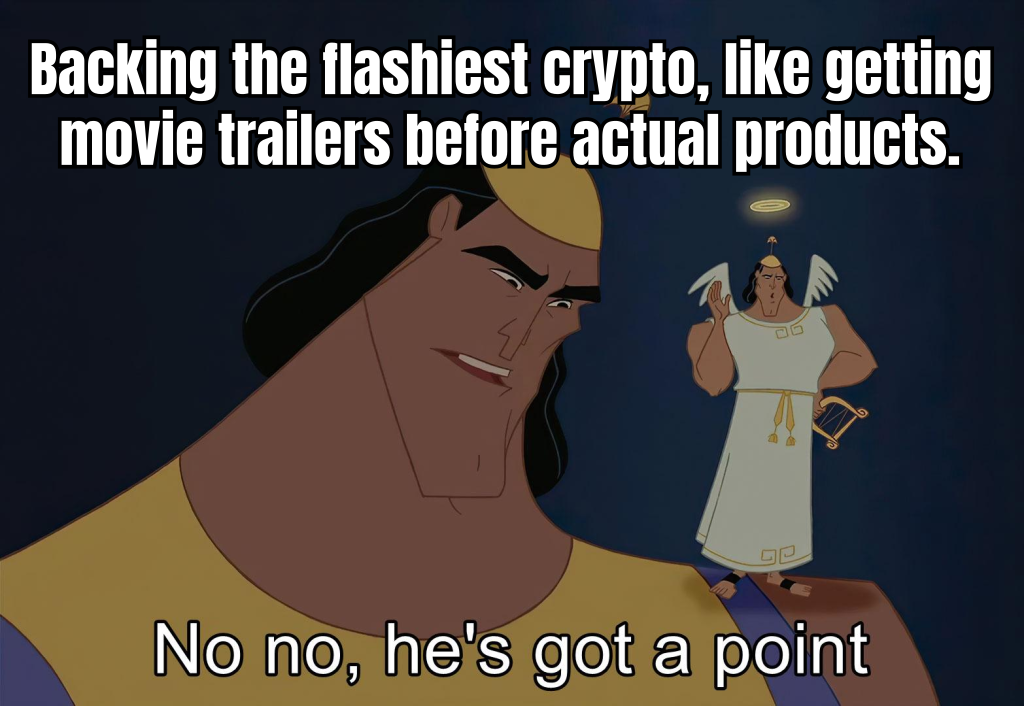 Backing the flashiest crypto, like getting
movie trailers before actual products.
No no, he's got a point